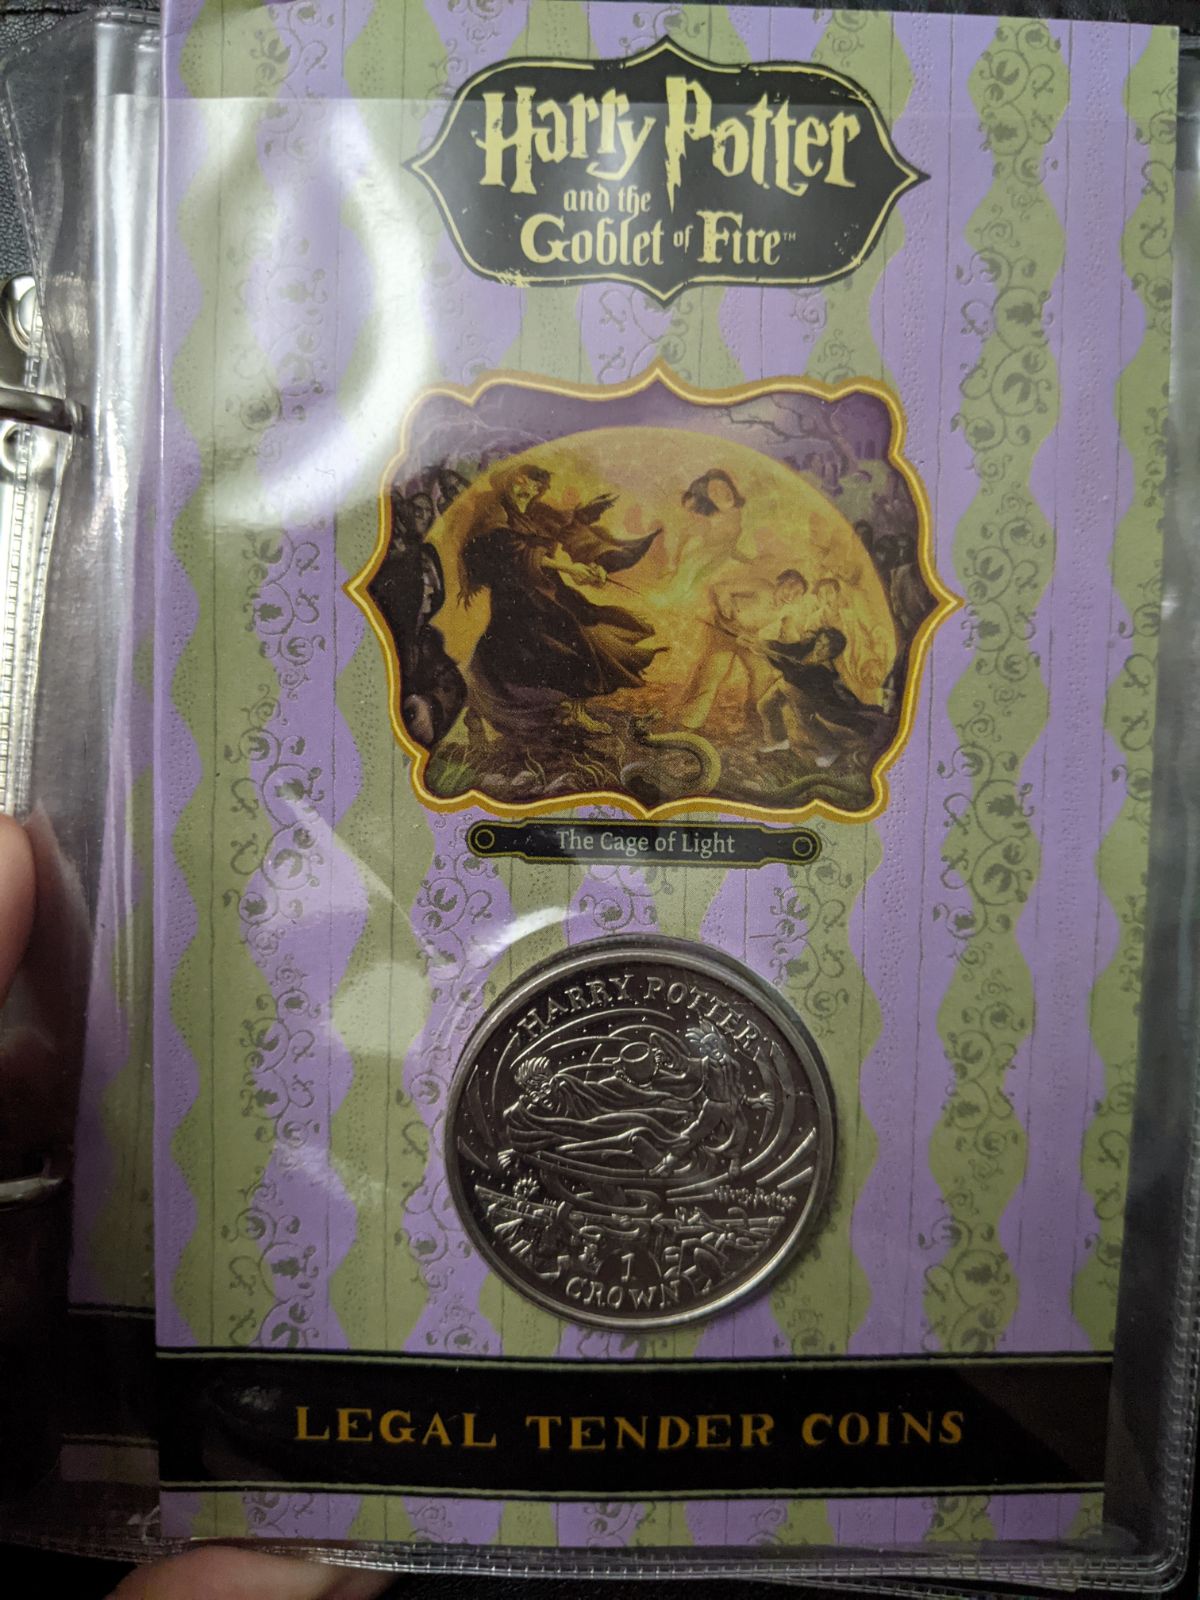 Harry Potter
and the
Goblet of Fire™
The Cage of Light
HARRY POTTER
Harry Potter
1
CROWN
LEGAL TENDER COINS